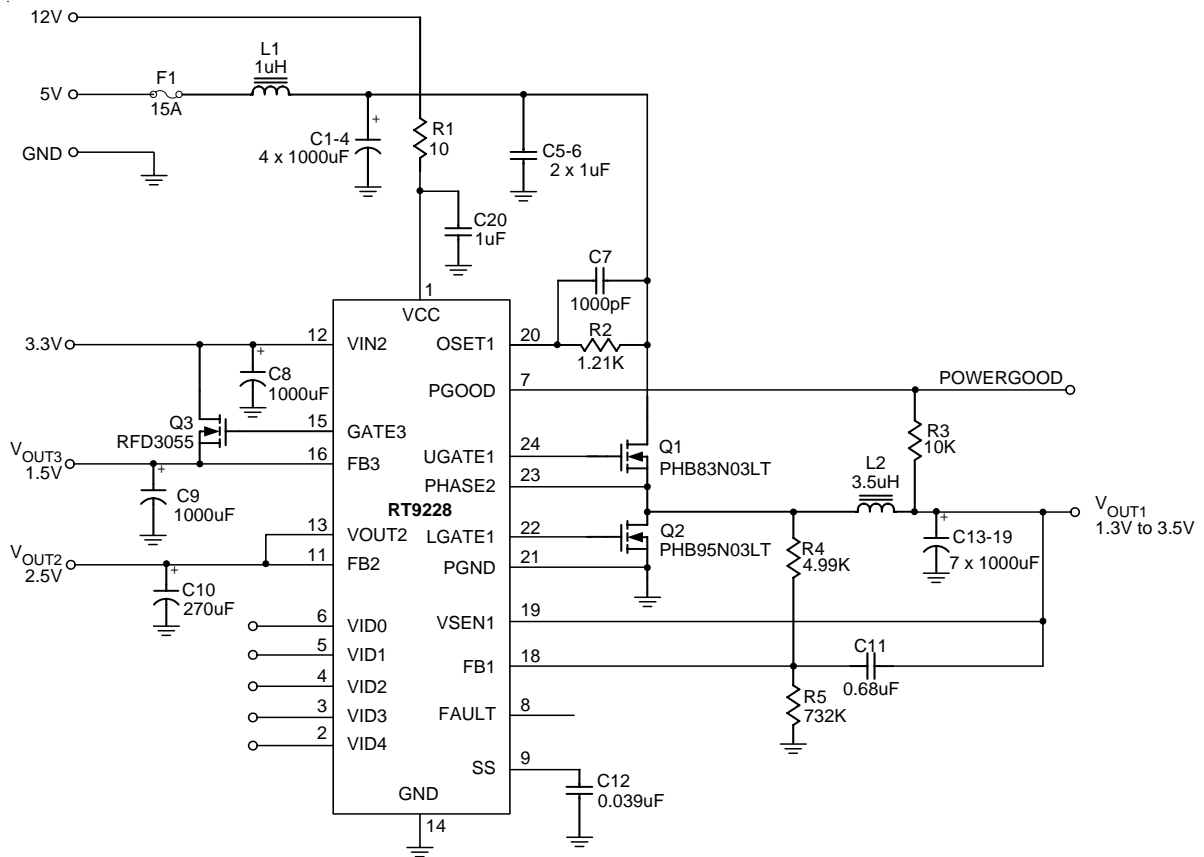 12V
L1
1uH
F1
5V
15A
R1
10
C1-4
4 x 1000uF
C5-6
2 x 1uF
GND
C20
1uF
C7
1000pF
1
VCC
3.3V
12
VIN2
OSET1
20
R2
1.21K
C8
1000uF
PGOOD
7
POWERGOOD
Q3
RFD3055
15
GATE3
R3
10K
VOUT3
1.5V
16
FB3
UGATE1
24
Q1
PHB83N03LT
C9
1000uF
PHASE2
23
L2
3.5uH
RT9228
VOUT1
1.3V to 3.5V
13
VOUT2
LGATE1
22
Q2
PHB95N03LT
R4
4.99K
C13-19
7 x 1000uF
VOUT2
2.5V
11
FB2
PGND
21
C10
270uF
6
VID0
VSEN1
19
5
VID1
FB1
18
C11
0.68uF
4
VID2
R5
732K
3
VID3
FAULT
8
2
VID4
SS
9
C12
0.039uF
GND
14